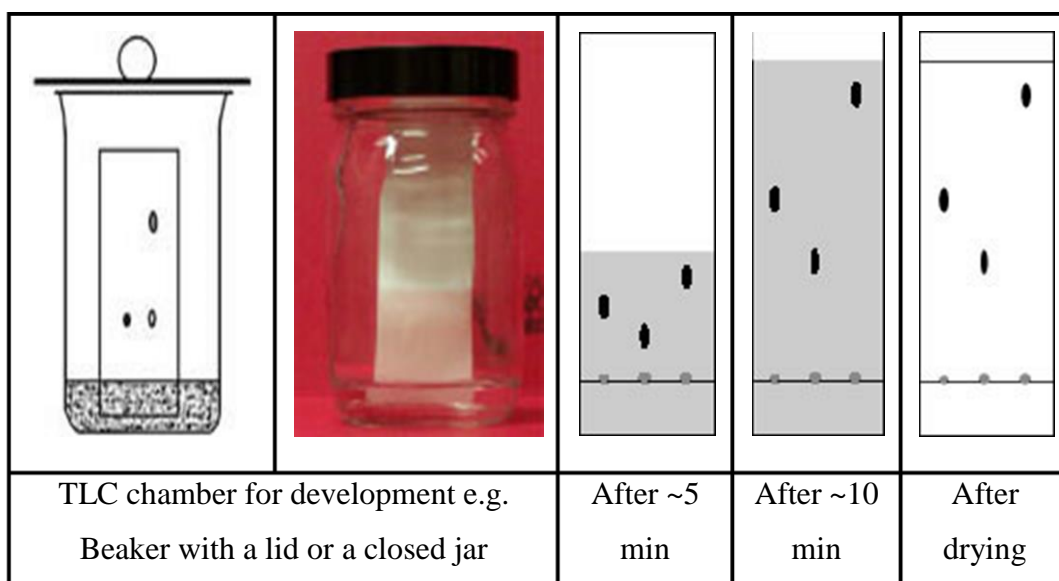 TLC chamber for development e.g.
Beaker with a lid or a closed jar
After ~5
min
After ~10
min
After
drying